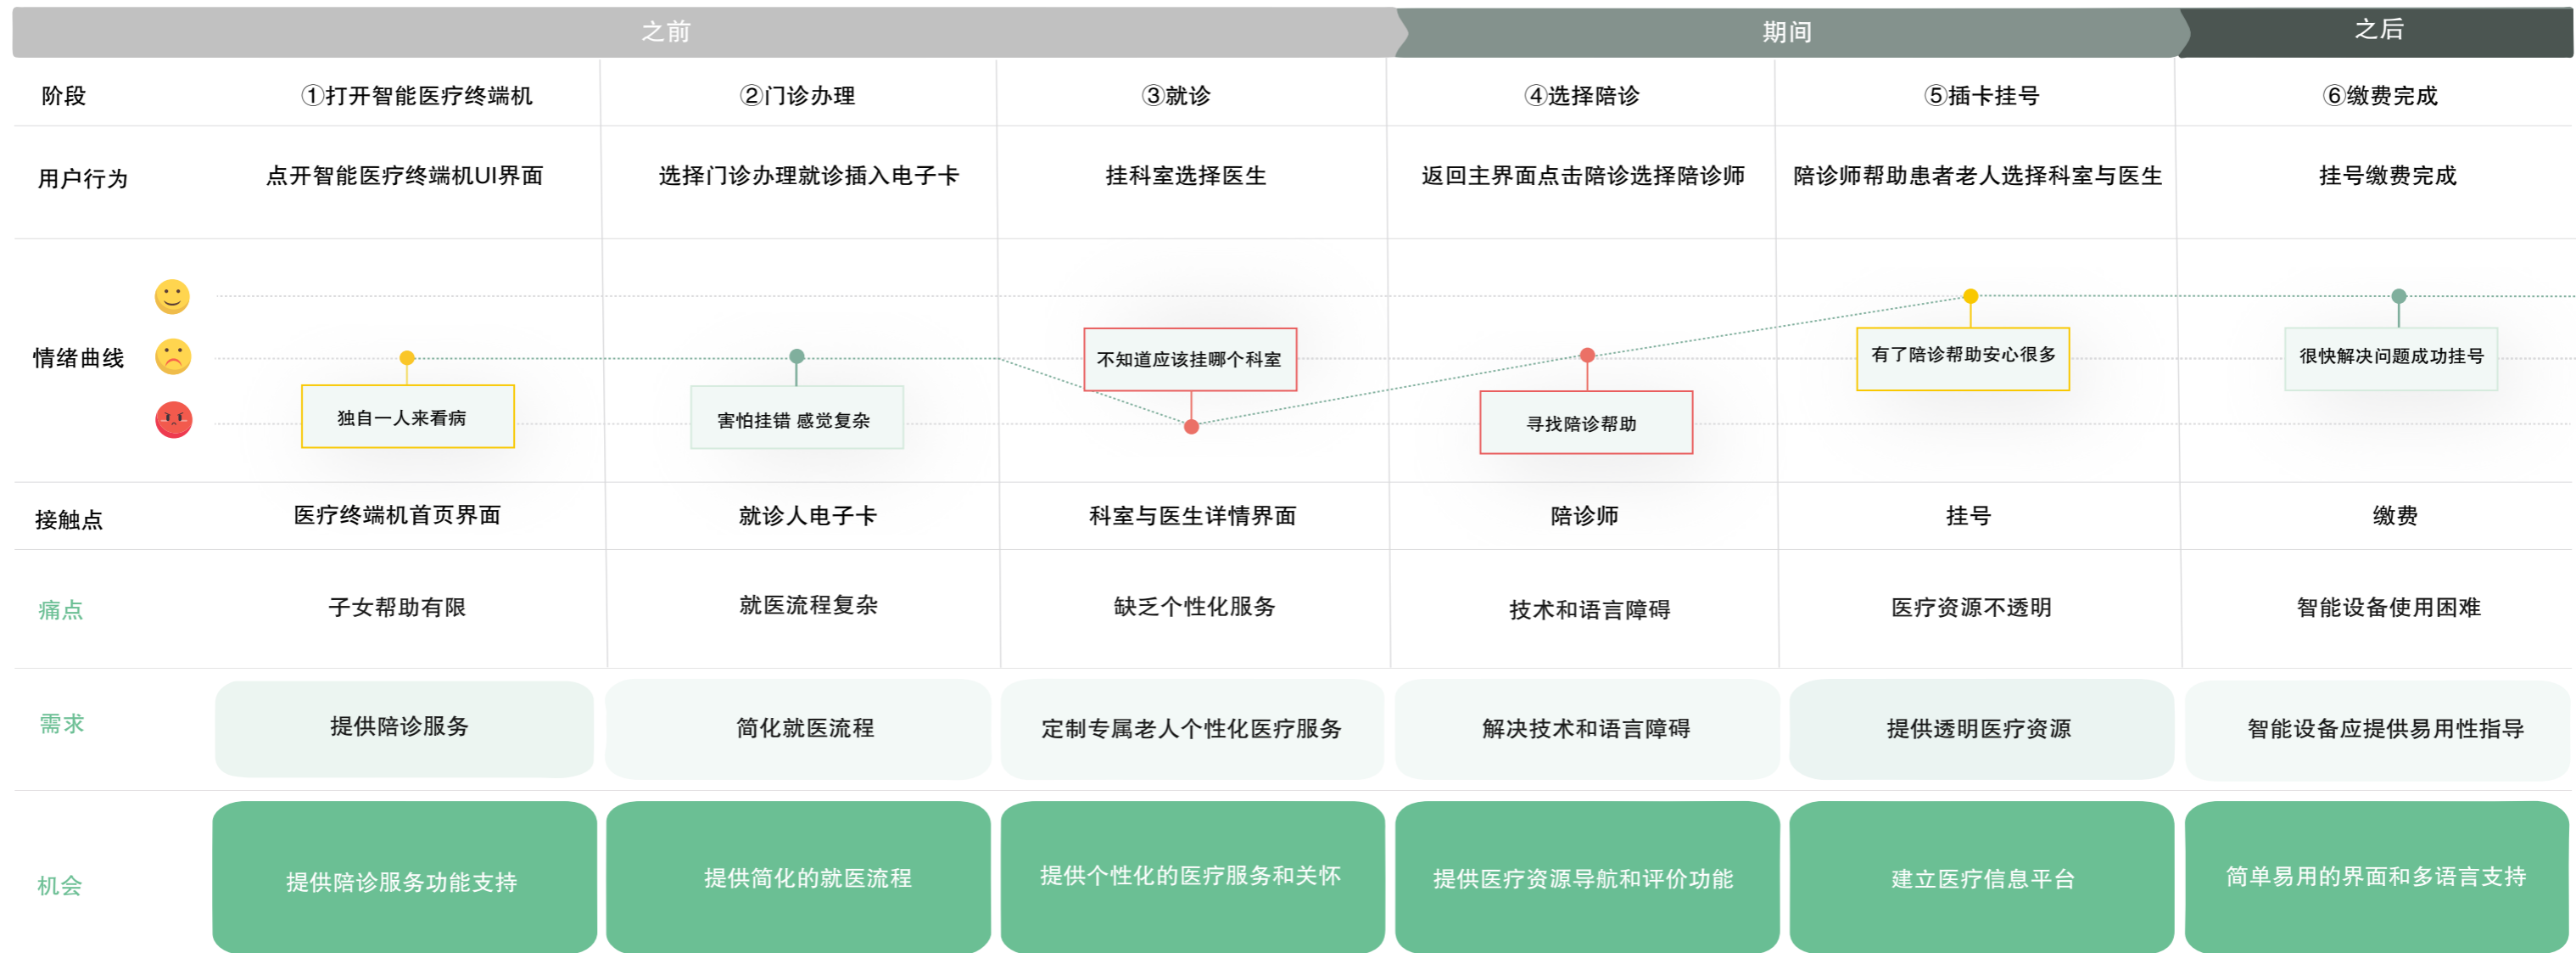 之前
期间
之后
阶段
①打开智能医疗终端机
②门诊办理
③就诊
④选择陪诊
⑤插卡挂号
⑥缴费完成
用户行为
点开智能医疗终端机UI界面
选择门诊办理就诊插入电子卡
挂科室选择医生
返回主界面点击陪诊选择陪诊师
陪诊师帮助患者老人选择科室与医生
挂号缴费完成
情绪曲线
独自一人来看病
害怕挂错 感觉复杂
不知道应该挂哪个科室
寻找陪诊帮助
有了陪诊帮助安心很多
很快解决问题成功挂号
接触点
医疗终端机首页界面
就诊人电子卡
科室与医生详情界面
陪诊师
挂号
缴费
痛点
子女帮助有限
就医流程复杂
缺乏个性化服务
技术和语言障碍
医疗资源不透明
智能设备使用困难
需求
提供陪诊服务
简化就医流程
定制专属老人个性化医疗服务
解决技术和语言障碍
提供透明医疗资源
智能设备应提供易用性指导
机会
提供陪诊服务功能支持
提供简化的就医流程
提供个性化的医疗服务和关怀
提供医疗资源导航和评价功能
建立医疗信息平台
简单易用的界面和多语言支持